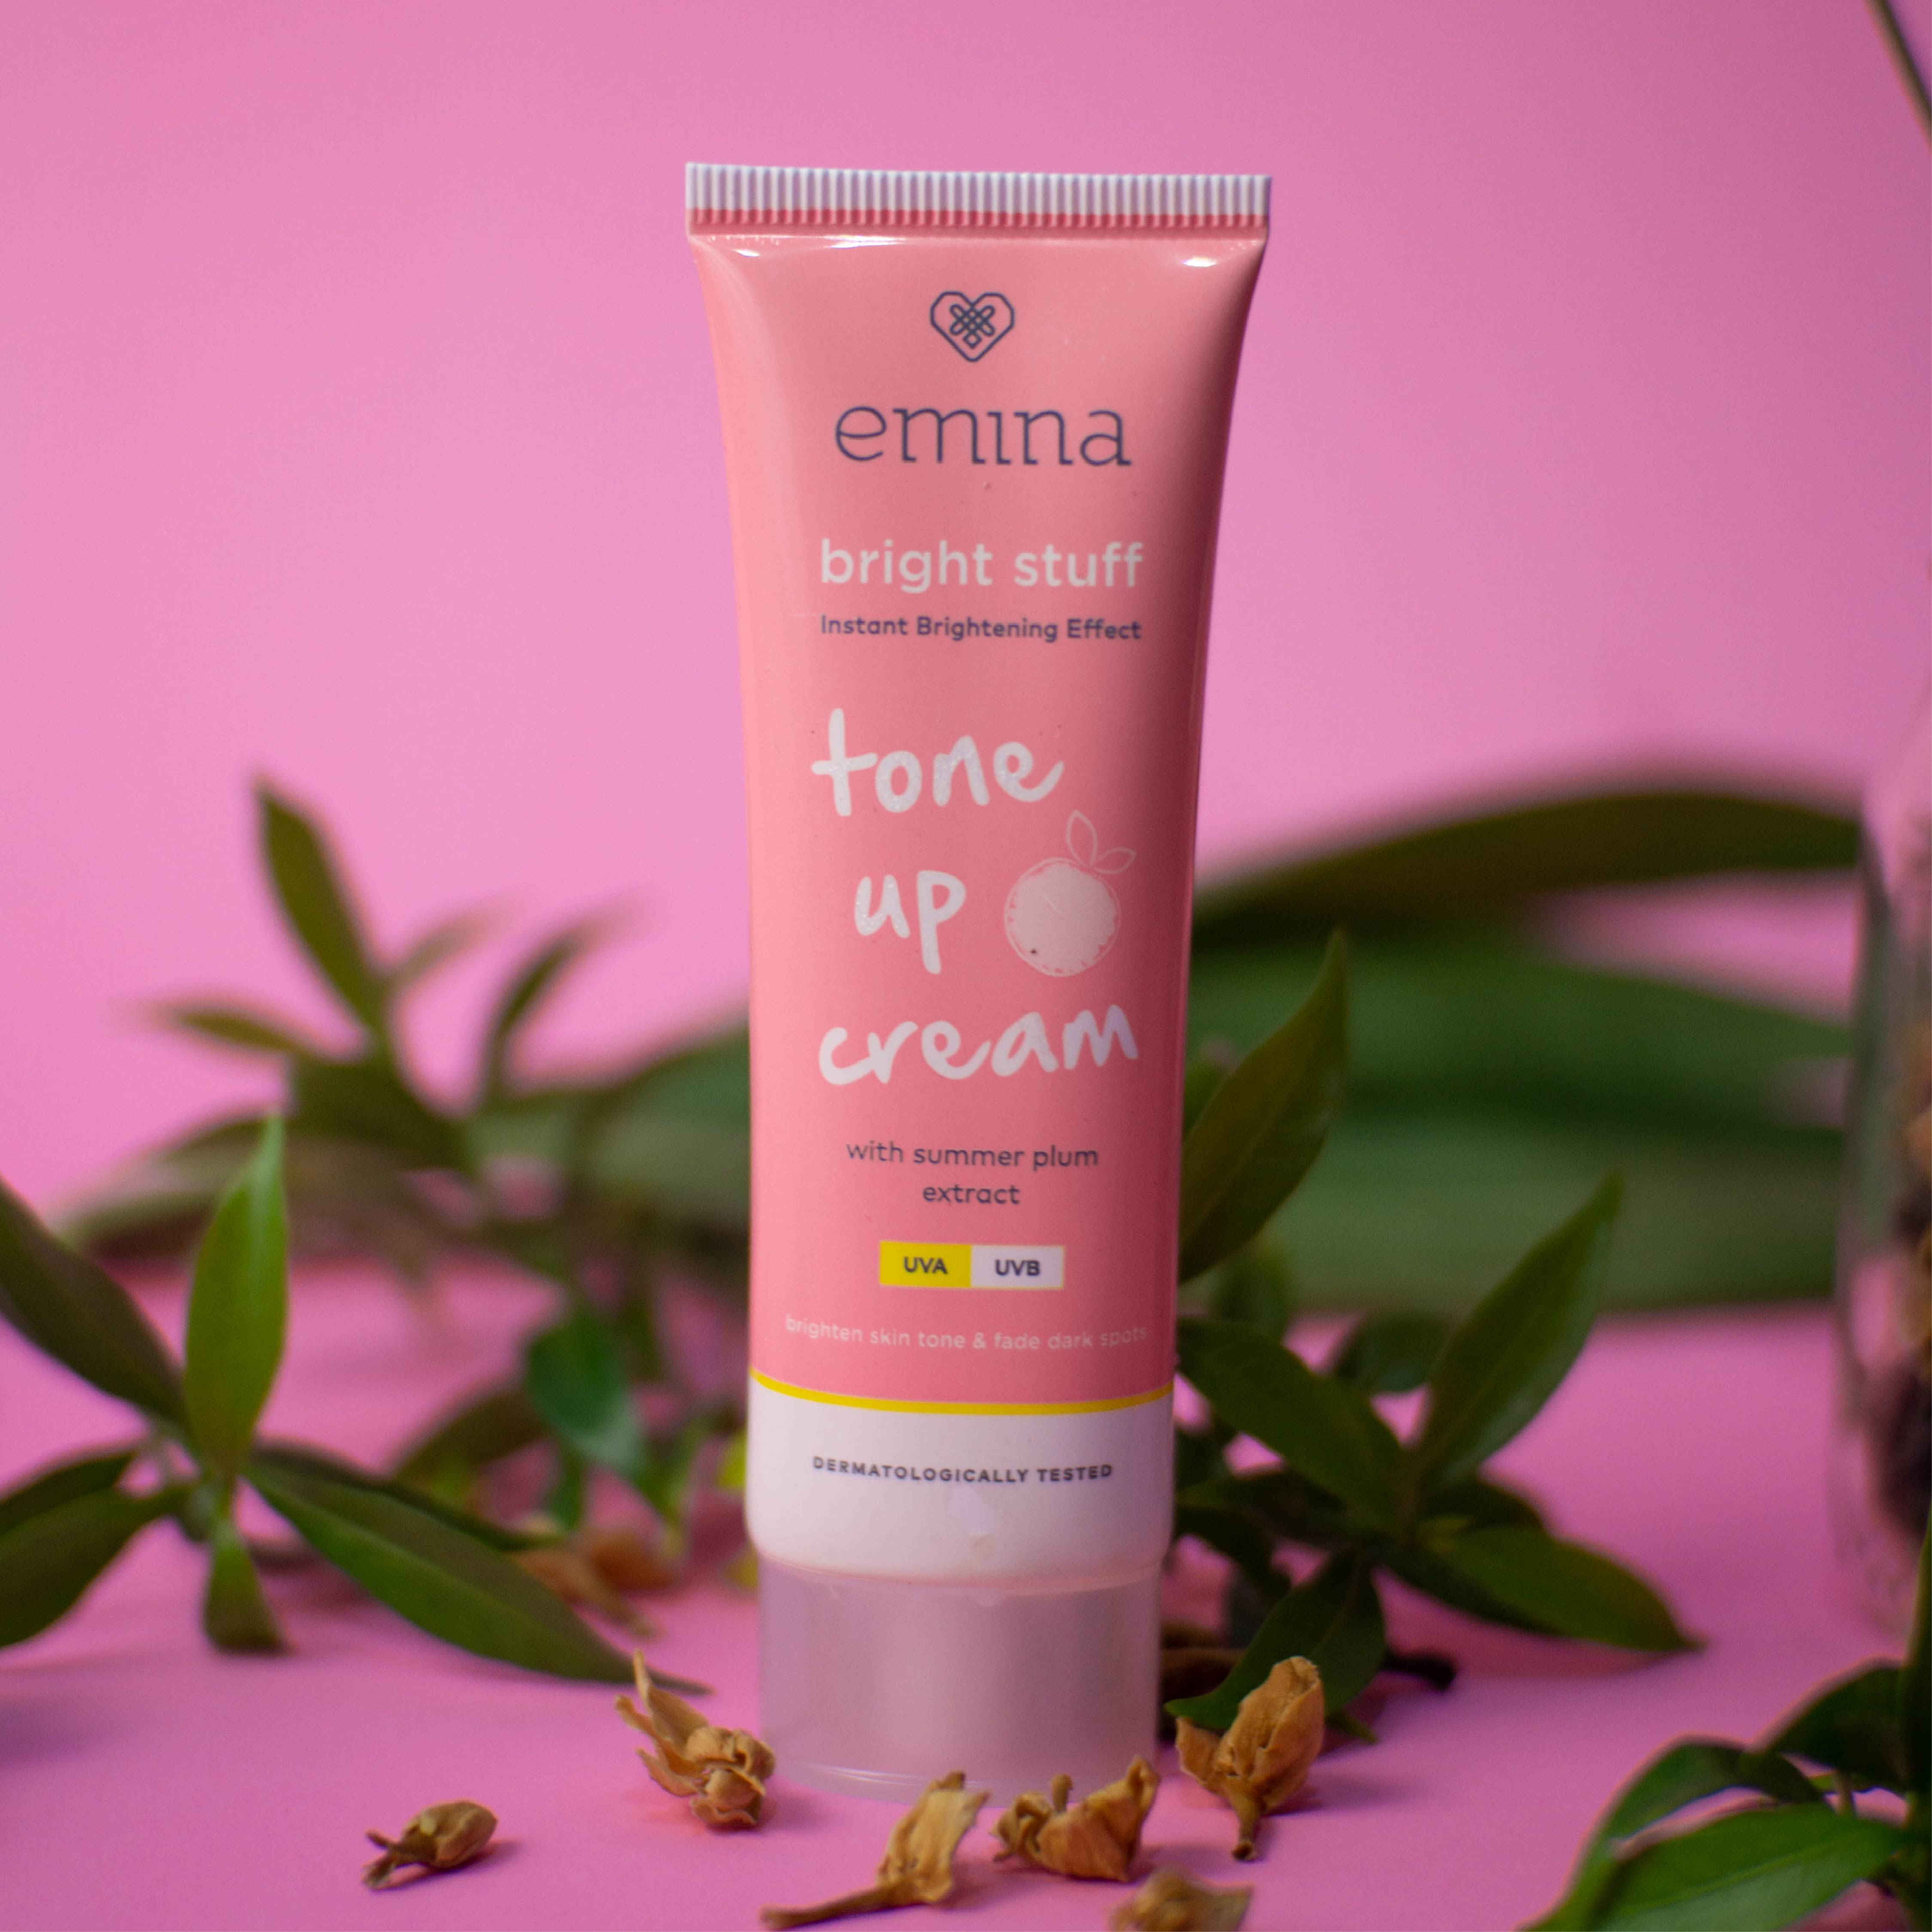 emina
bright stuff
Instant Brightening Effect
tone
up
cream
with summer plum
extract
UVA UVB
brighten skin tone & fade dark spots
DERMATOLOGICALLY TESTED